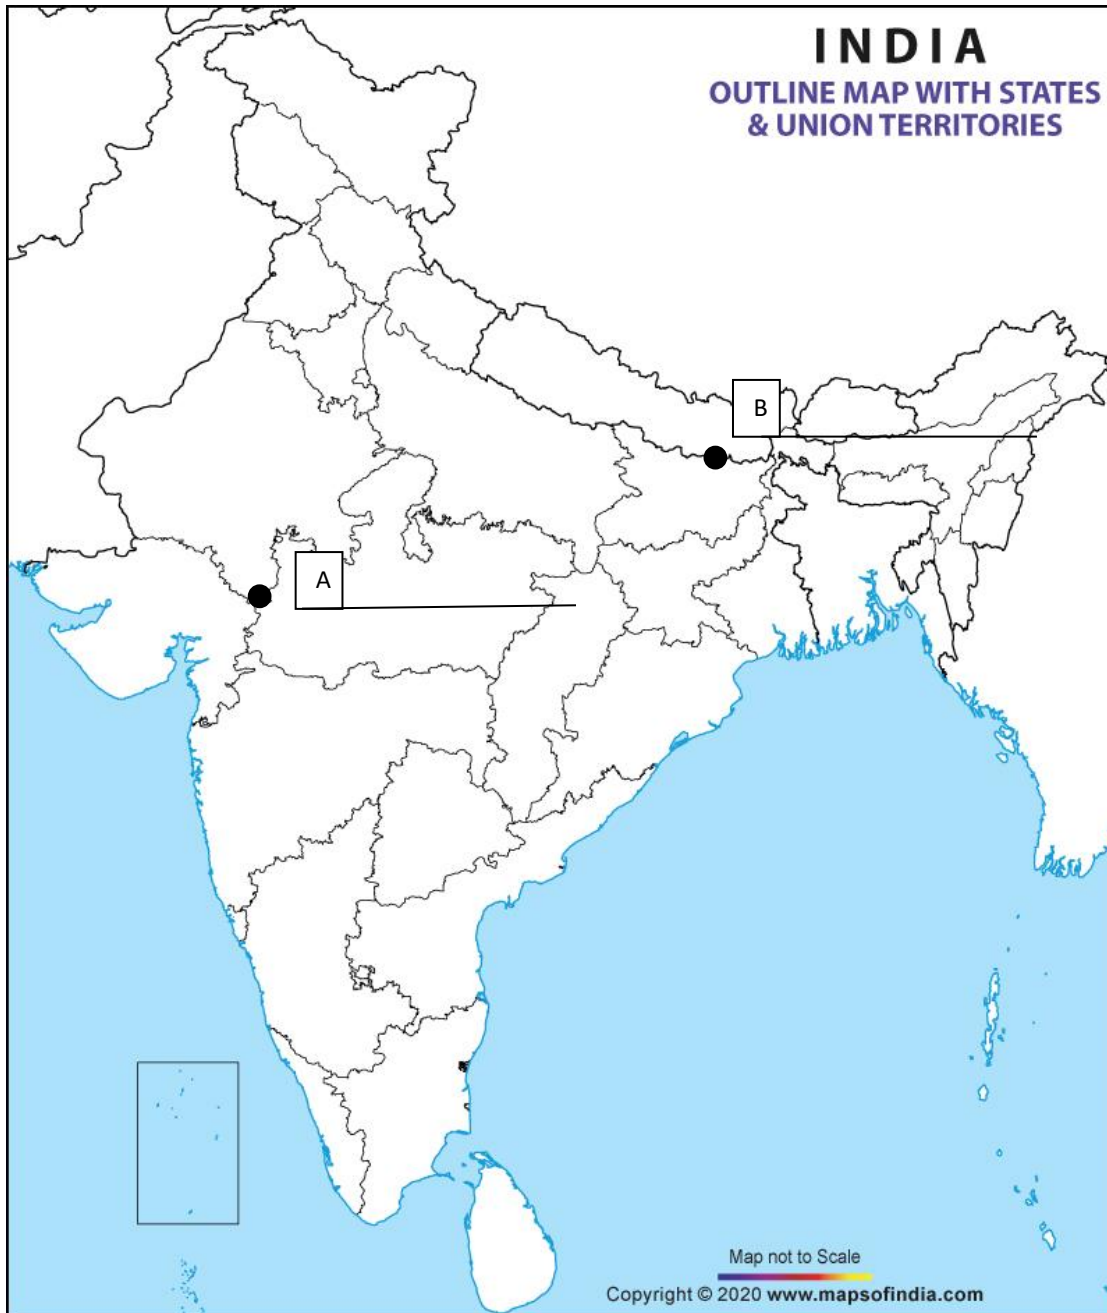 INDIA
OUTLINE MAP WITH STATES
& UNION TERRITORIES
B
A
Map not to Scale
Copyright © 2020 www.mapsofindia.com